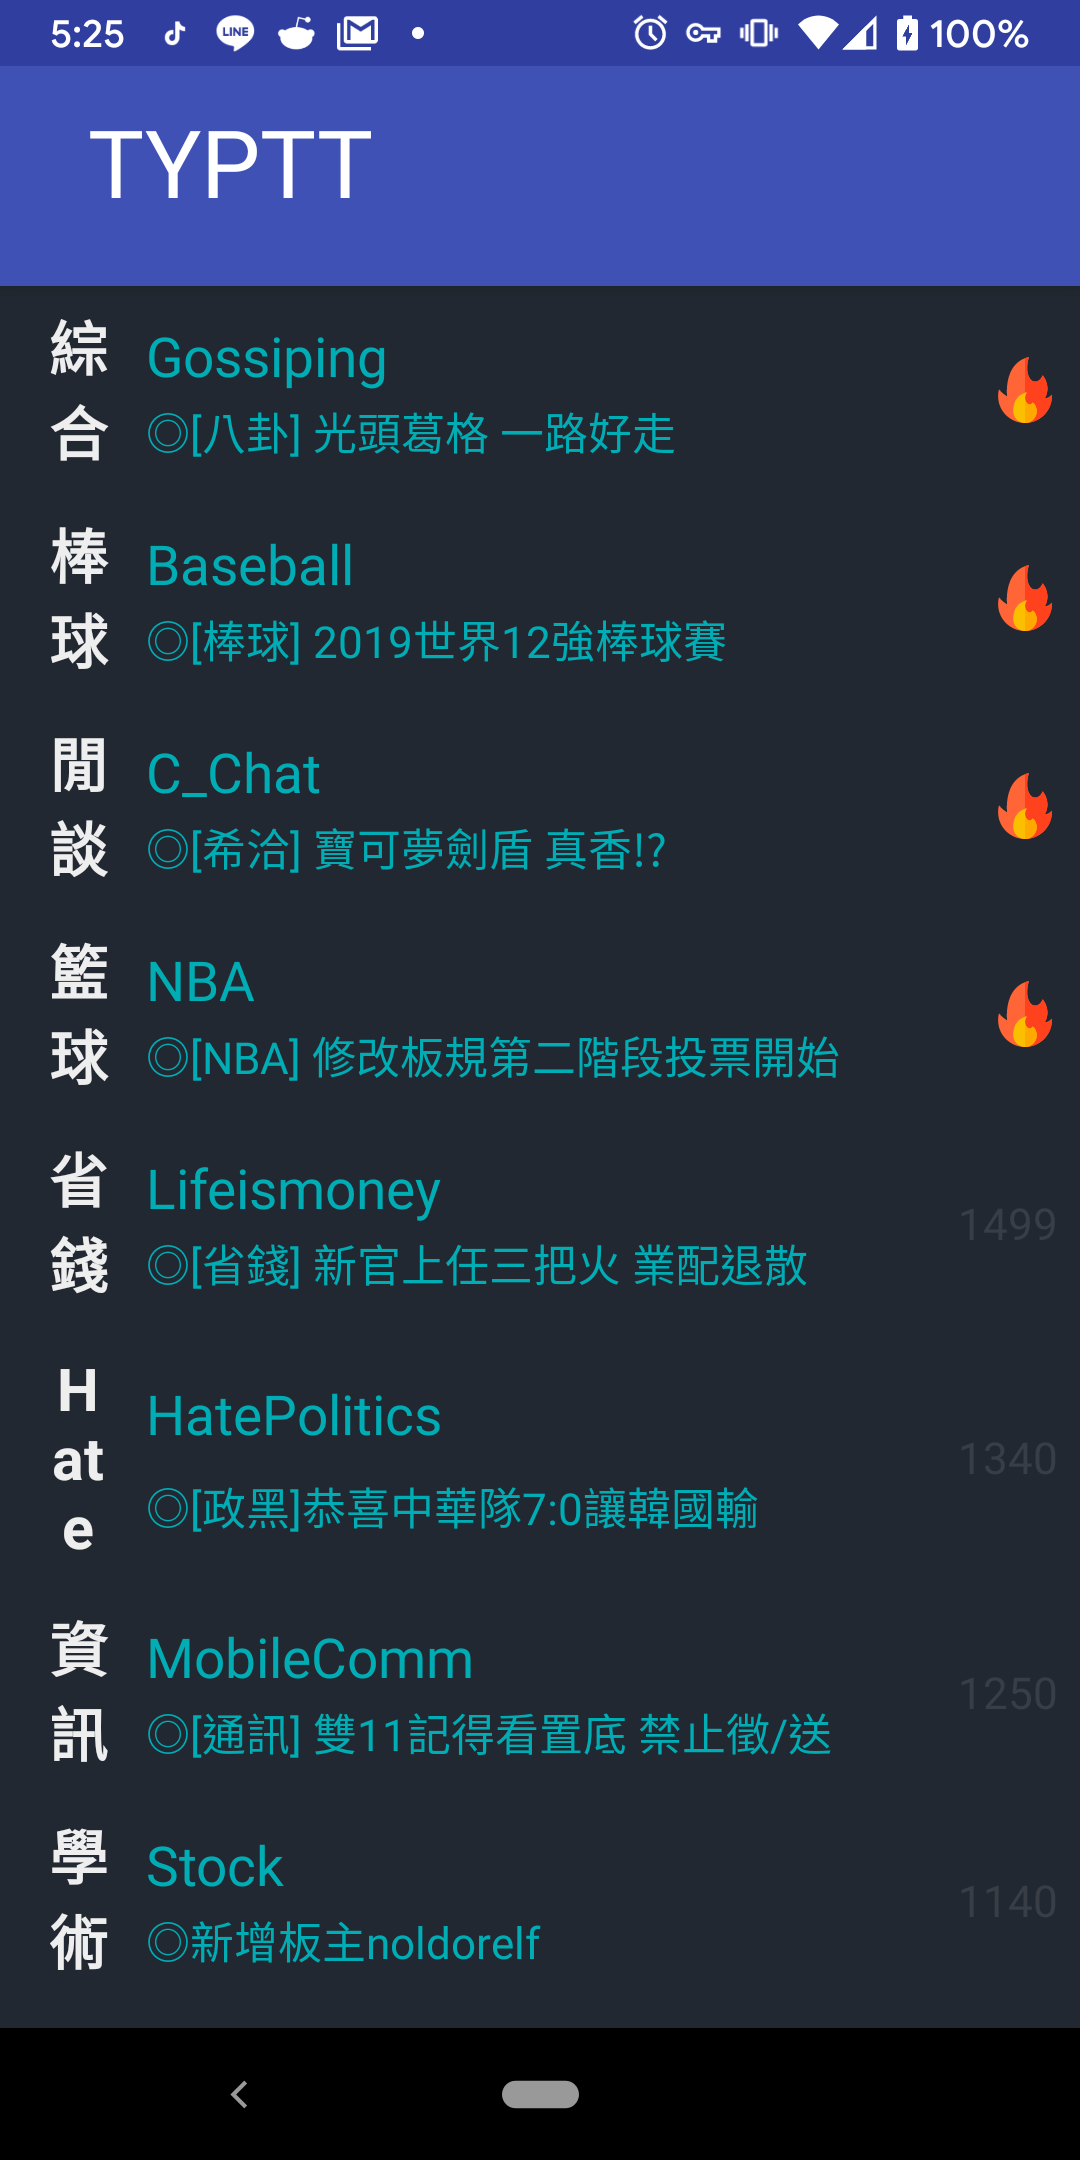 5:25 LINE 100%
TYPTT
綜合
Gossiping
◎[八卦] 光頭葛格 一路好走
棒球
Baseball
◎[棒球] 2019世界12強棒球賽
閒談
C_Chat
◎[希洽] 寶可夢劍盾 真香!?
籃球
NBA
◎[NBA] 修改板規第二階段投票開始
省錢
Lifeismoney
◎[省錢] 新官上任三把火 業配退散
1499
Hate
HatePolitics
◎[政黑]恭喜中華隊7:0讓韓國輸
1340
資訊
MobileComm
◎[通訊] 雙11記得看置底 禁止徵/送
1250
學術
Stock
◎新增板主noldorelf
1140